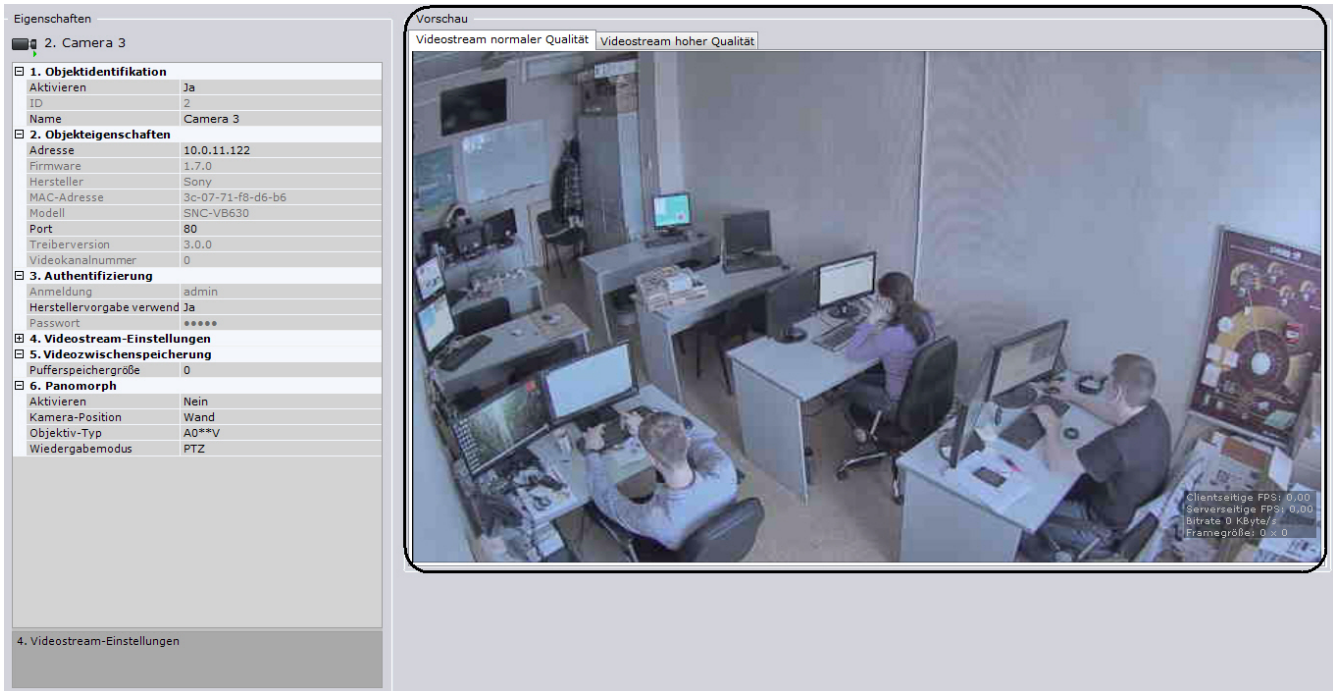 Eigenschaften
2. Camera 3
1. Objektidentifikation
Aktivieren Ja
ID 2
Name Camera 3
2. Objekteigenschaften
Adresse 10.0.11.122
Firmware 1.7.0
Hersteller Sony
MAC-Adresse 3c-07-71-f8-d6-b6
Modell SNC-VB630
Port 80
Treiberversion 3.0.0
Videokanalnummer 0
3. Authentifizierung
Anmeldung admin
Herstellervorgabe verwend Ja
Passwort •••••
4. Videostream-Einstellungen
5. Videozwischenspeicherung
Pufferspeichergröße 0
6. Panomorph
Aktivieren Nein
Kamera-Position Wand
Objektiv-Typ A0**V
Wiedergabemodus PTZ
4. Videostream-Einstellungen
Vorschau
Videostream normaler Qualität Videostream hoher Qualität
Clientseitige FPS: 0,00
Serverseitige FPS: 0,00
Bitrate 0 KByte/s
Framegröße: 0 x 0